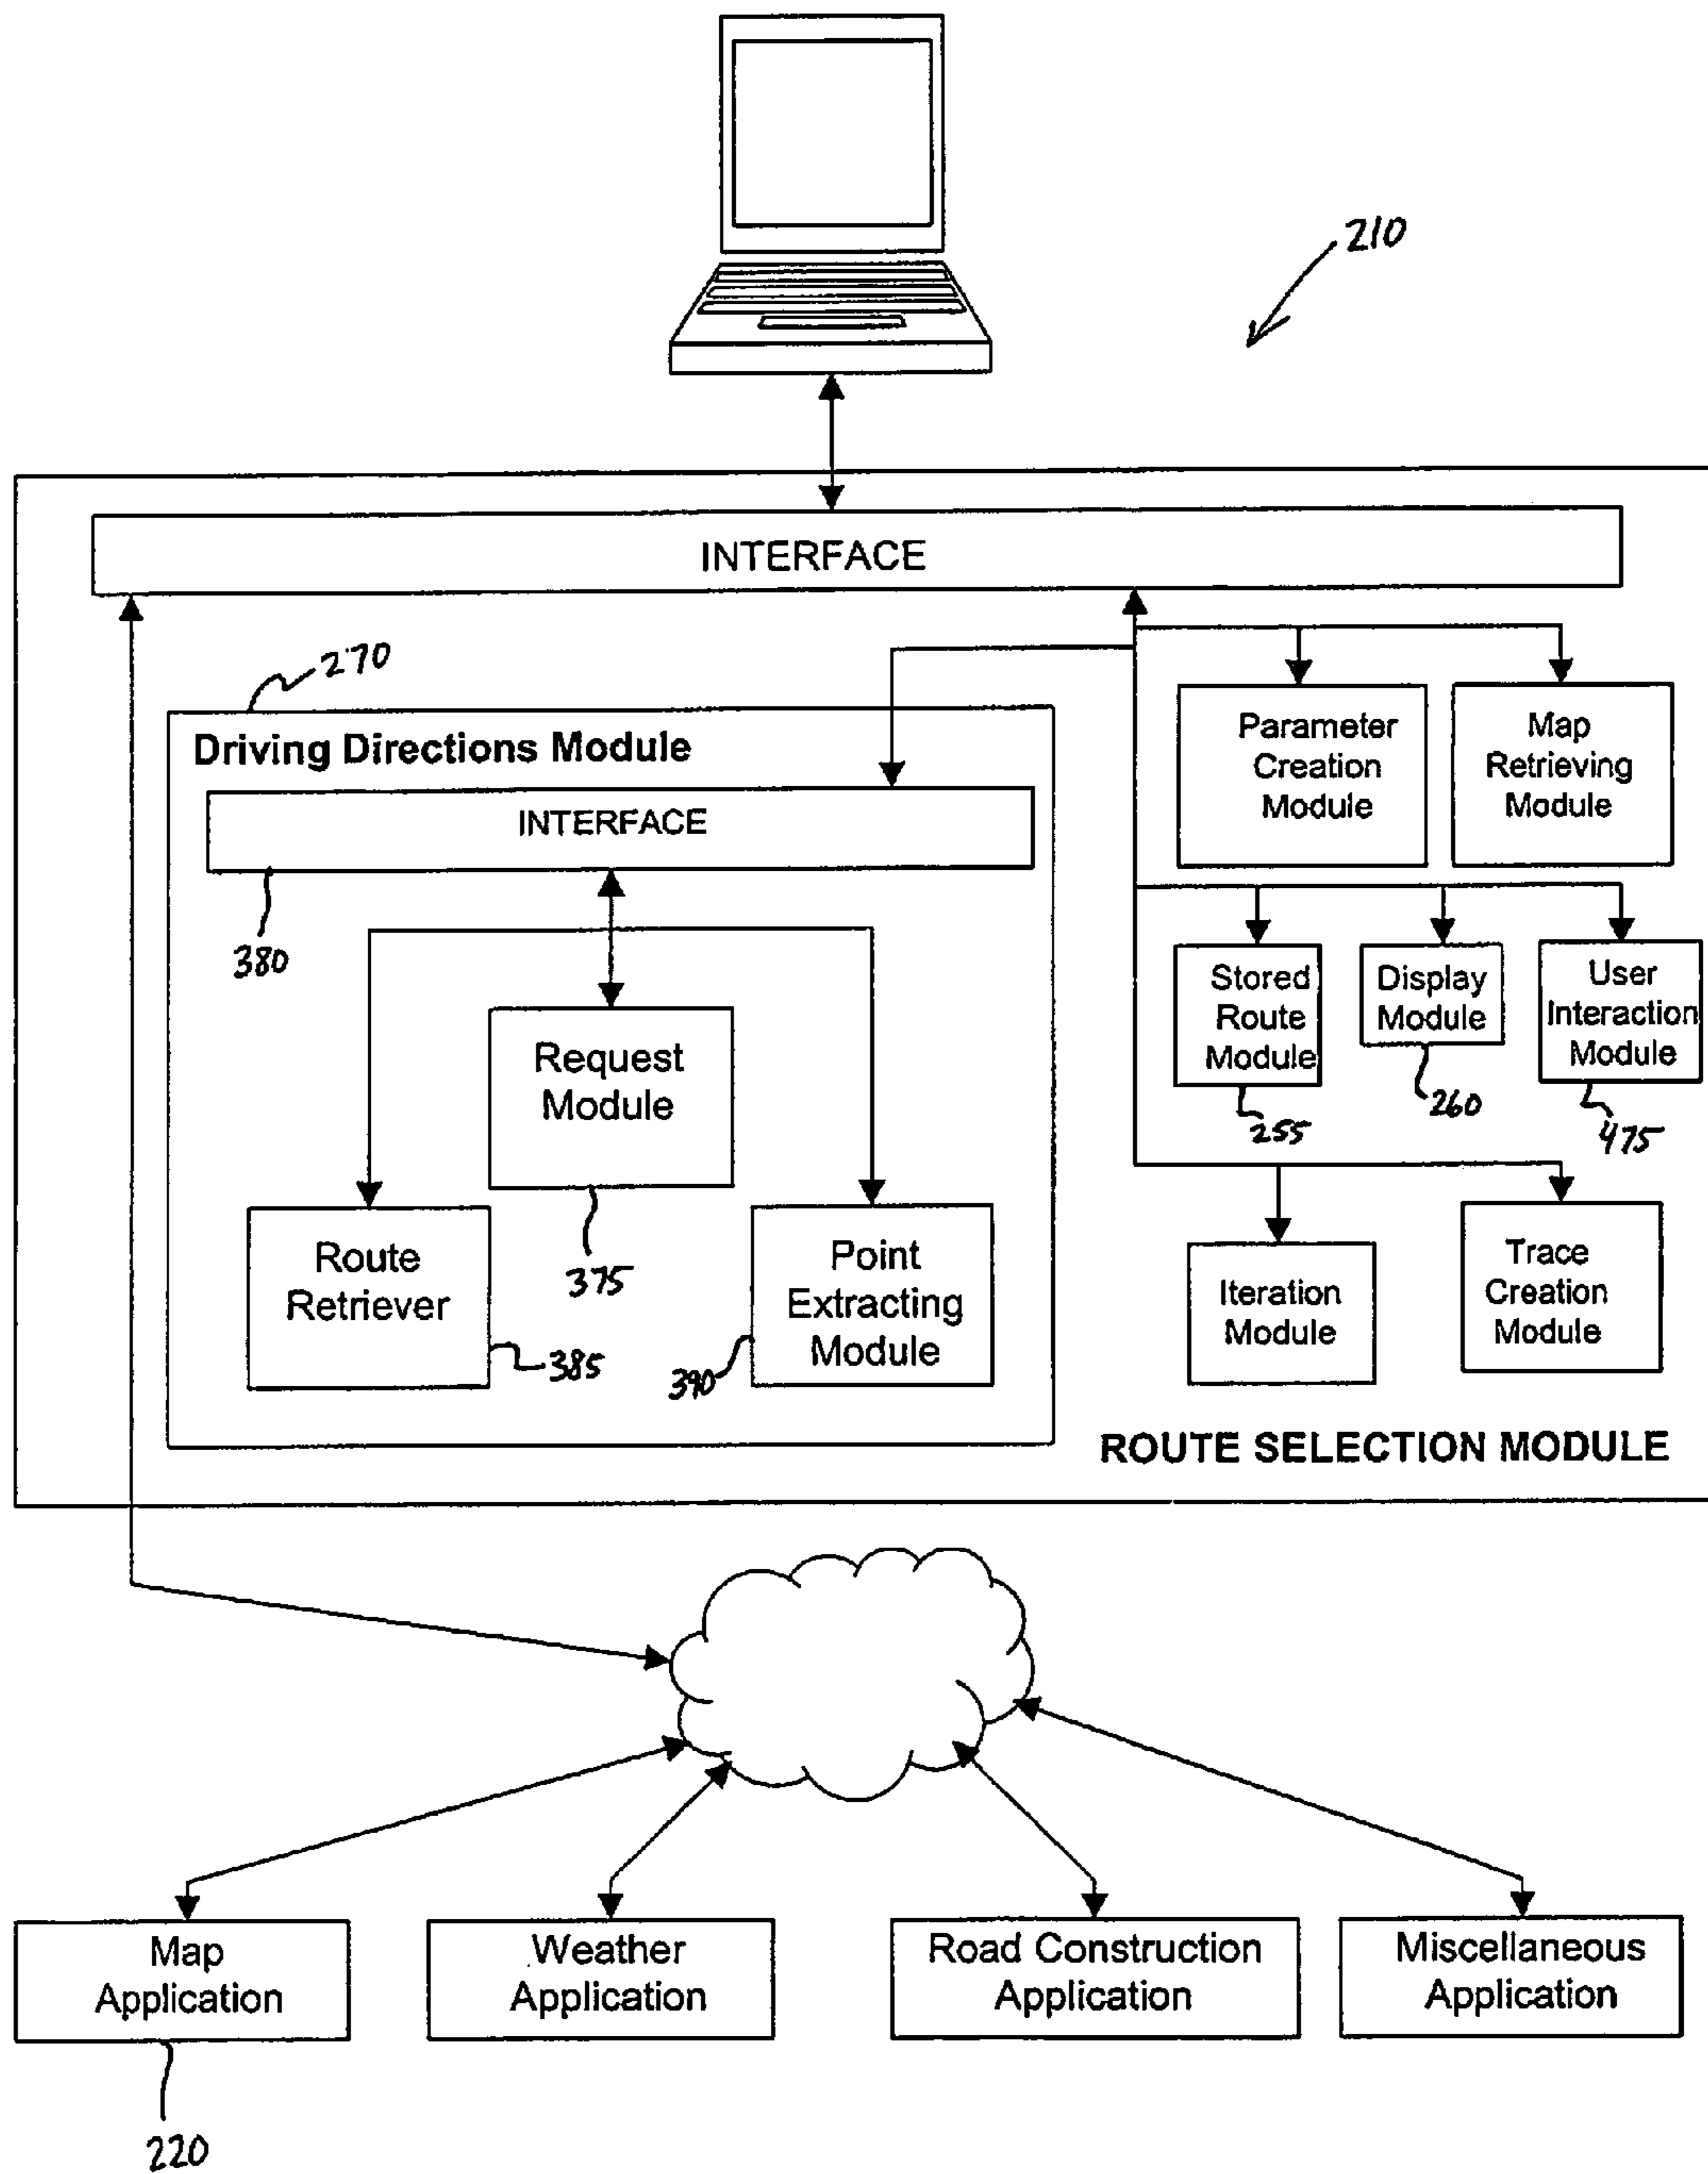 210
INTERFACE
270
Driving Directions Module
INTERFACE
380
Request
Module
375
Route
Retriever
385
Point
Extracting
Module
390
Parameter
Creation
Module
Map
Retrieving
Module
Stored
Route
Module
255
Display
Module
260
User
Interaction
Module
475
Iteration
Module
Trace
Creation
Module
ROUTE SELECTION MODULE
Map
Application
220
Weather
Application
Road Construction
Application
Miscellaneous
Application